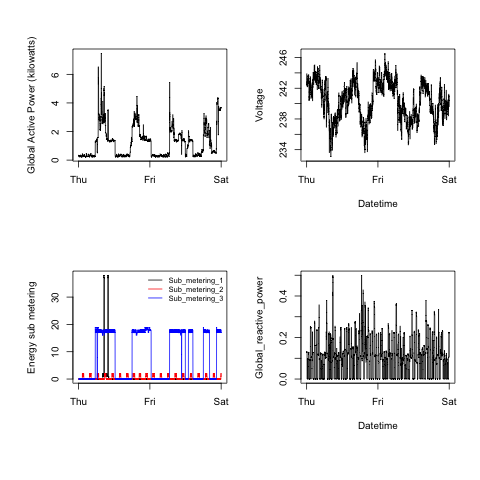 Global Active Power (kilowatts)
6
4
2
0
Thu
Fri
Sat
Voltage
246
242
238
234
Thu
Fri
Sat
Datetime
Energy sub metering
30
20
10
0
Sub_metering_1
Sub_metering_2
Sub_metering_3
Thu
Fri
Sat
Global_reactive_power
0.4
0.2
0.0
Thu
Fri
Sat
Datetime